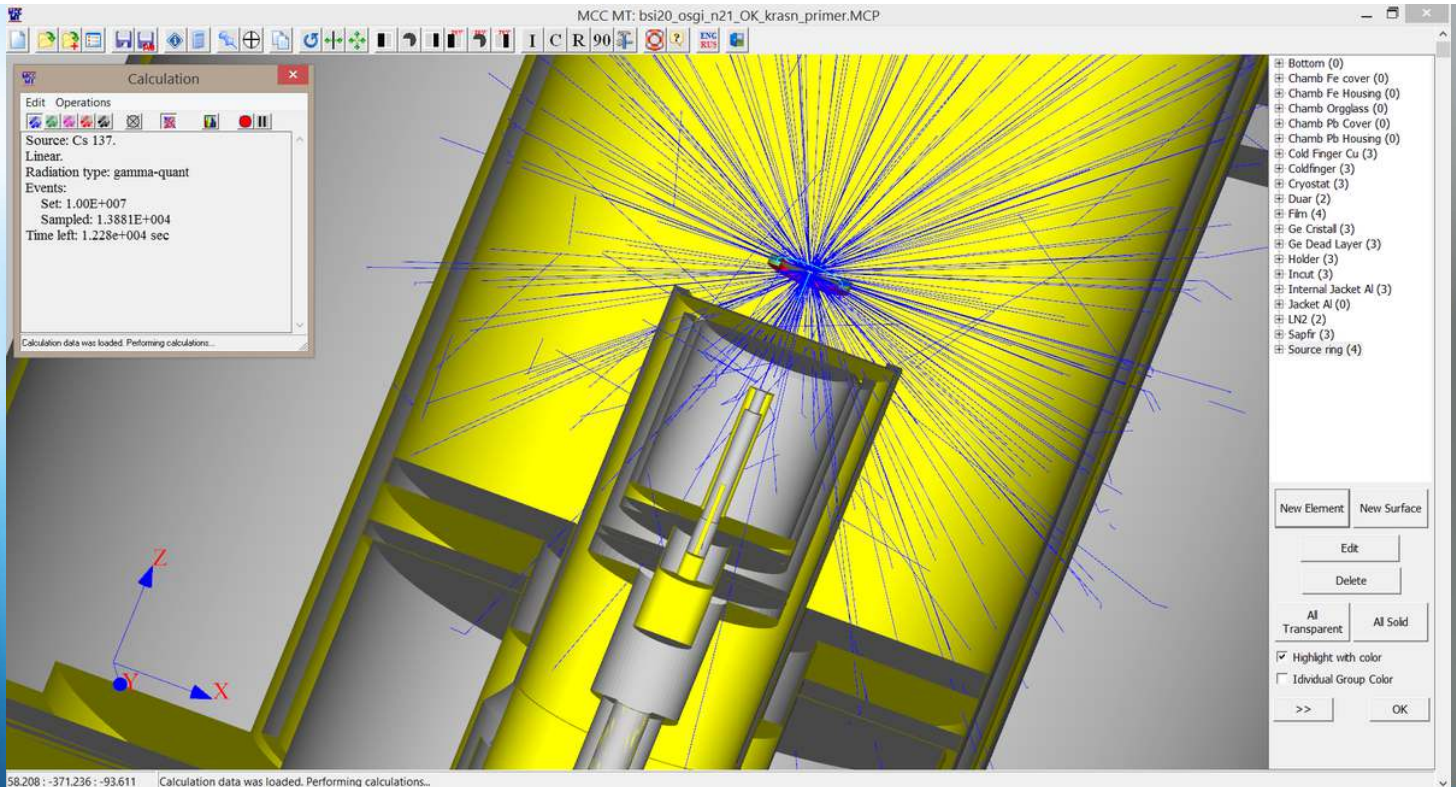 MCC MT: bsi20_osgi_n21_OK_krasn_primer.MCP
I C R 90 ENG RUS
Calculation
Edit Operations
Source: Cs 137.
Linear.
Radiation type: gamma-quant
Events:
Set: 1.00E+007
Sampled: 1.3881E+004
Time left: 1.228e+004 sec
Calculation data was loaded. Performing calculations...
Z
Y
X
Bottom (0)
Chamb Fe cover (0)
Chamb Fe Housing (0)
Chamb Orgglass (0)
Chamb Pb Cover (0)
Chamb Pb Housing (0)
Cold Finger Cu (3)
Coldfinger (3)
Cryostat (3)
Duar (2)
Film (4)
Ge Cristall (3)
Ge Dead Layer (3)
Holder (3)
Incut (3)
Internal Jacket Al (3)
Jacket Al (0)
LN2 (2)
Sapfir (3)
Source ring (4)
New Element
New Surface
Edit
Delete
All
Transparent
All Solid
Highlight with color
Idividual Group Color
>>
OK
58.208 : -371.236 : -93.611 Calculation data was loaded. Performing calculations...